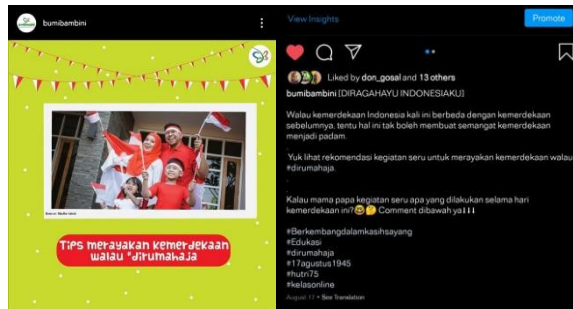 bumibambini
Tips merayakan kemerdekaan
walau "dirumahaja
View Insights
Promote
Liked by don_gosal and 13 others
bumibambini [DIRAGAHAYU INDONESIAKU]
Walau kemerdekaan Indonesia kali ini berbeda dengan kemerdekaan
sebelumnya, tentu hal ini tak boleh membuat semangat kemerdekaan
menjadi padam.
.
Yuk lihat rekomendasi kegiatan seru untuk merayakan kemerdekaan walau
#dirumahaja.
.
.
Kalau mama papa kegiatan seru apa yang dilakukan selama hari
kemerdekaan ini?🤓🤔 Comment dibawah ya⬇⬇⬇
#Berkembangdalamkasihsayang
#Edukasi
#dirumahaja
#17agustus1945
#hutri75
#kelasonline
August 17 • See Translation